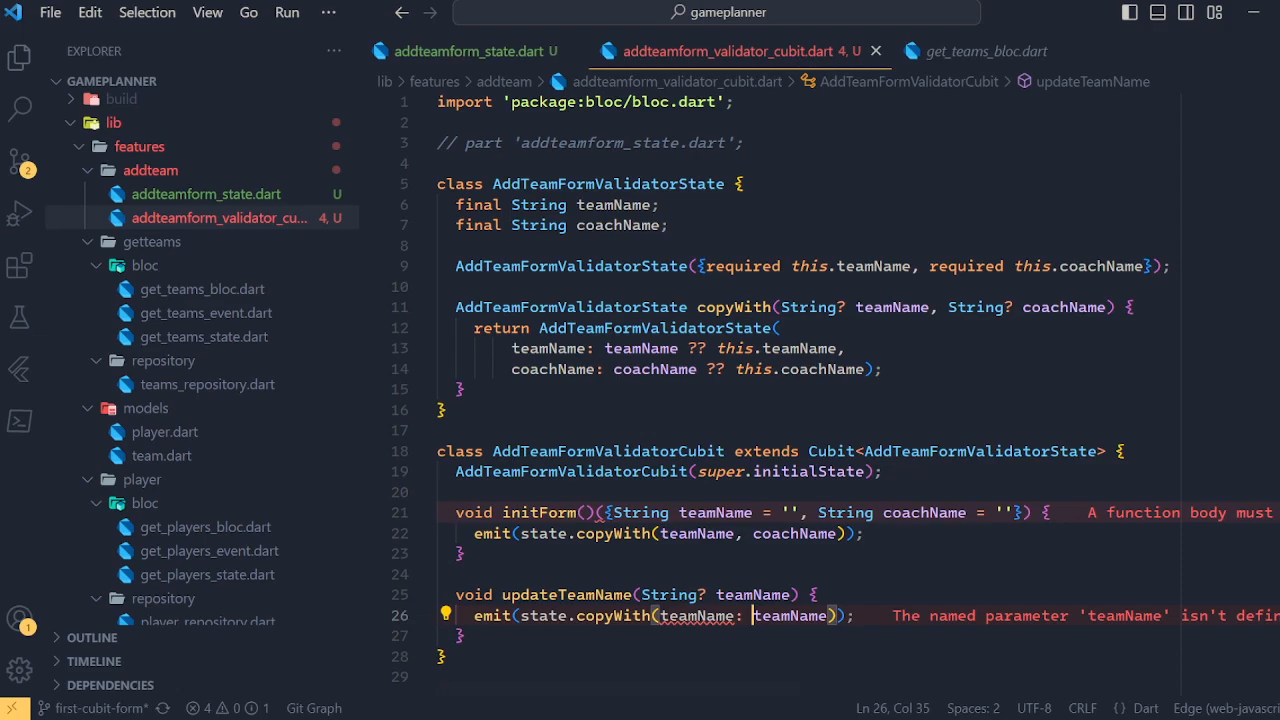 File Edit Selection View Go Run ··· gameplanner
EXPLORER ···
GAMEPLANNER
build
lib
features
addteam
addteamform_state.dart U
addteamform_validator_cu... 4, U
getteams
bloc
get_teams_bloc.dart
get_teams_event.dart
get_teams_state.dart
repository
teams_repository.dart
models
player.dart
team.dart
player
bloc
get_players_bloc.dart
get_players_event.dart
get_players_state.dart
repository
player_repository.dart
OUTLINE
TIMELINE
DEPENDENCIES
2
1
addteamform_state.dart U addteamform_validator_cubit.dart 4, U get_teams_bloc.dart
lib > features > addteam > addteamform_validator_cubit.dart > AddTeamFormValidatorCubit > updateTeamName
1 import 'package:bloc/bloc.dart';
2
3 // part 'addteamform_state.dart';
4
5 class AddTeamFormValidatorState {
6 final String teamName;
7 final String coachName;
8
9 AddTeamFormValidatorState({required this.teamName, required this.coachName});
10
11 AddTeamFormValidatorState copyWith(String? teamName, String? coachName) {
12 return AddTeamFormValidatorState(
13 teamName: teamName ?? this.teamName,
14 coachName: coachName ?? this.coachName);
15 }
16 }
17
18 class AddTeamFormValidatorCubit extends Cubit<AddTeamFormValidatorState> {
19 AddTeamFormValidatorCubit(super.initialState);
20
21 void initForm()({String teamName = '', String coachName = ''}) { A function body must
22 emit(state.copyWith(teamName, coachName));
23 }
24
25 void updateTeamName(String? teamName) {
26 emit(state.copyWith(teamName: teamName)); The named parameter 'teamName' isn't defin
27 }
28 }
29
first-cubit-form* 4 0 1 Git Graph Ln 26, Col 35 Spaces: 2 UTF-8 CRLF {} Dart Edge (web-javascri